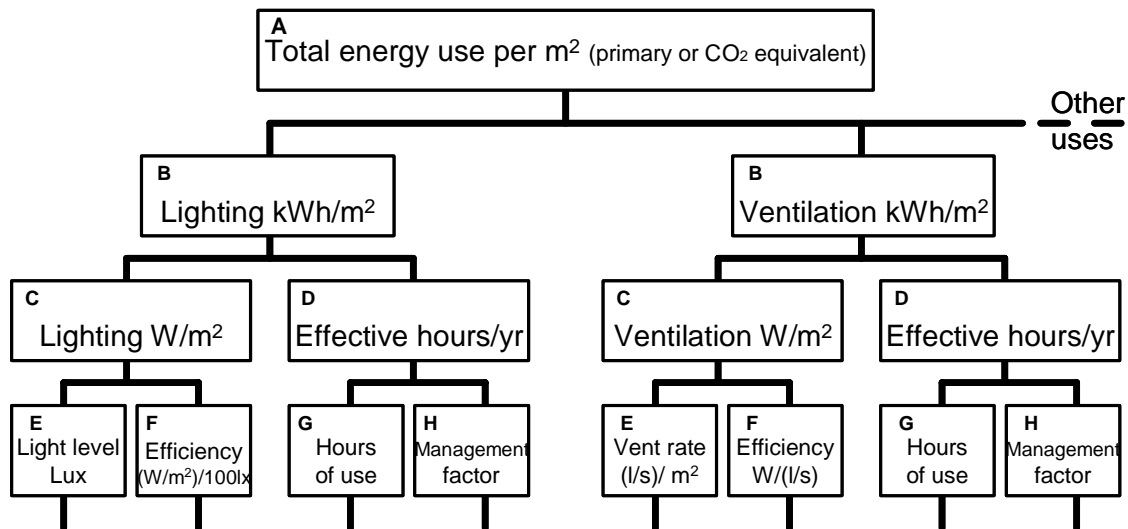 A
Total energy use per m² (primary or CO₂ equivalent)
Other
uses
B
Lighting kWh/m²
B
Ventilation kWh/m²
C
Lighting W/m²
D
Effective hours/yr
C
Ventilation W/m²
D
Effective hours/yr
E
Light level
Lux
F
Efficiency
(W/m²)/100lx
G
Hours
of use
H
Management
factor
E
Vent rate
(l/s)/ m²
F
Efficiency
W/(l/s)
G
Hours
of use
H
Management
factor